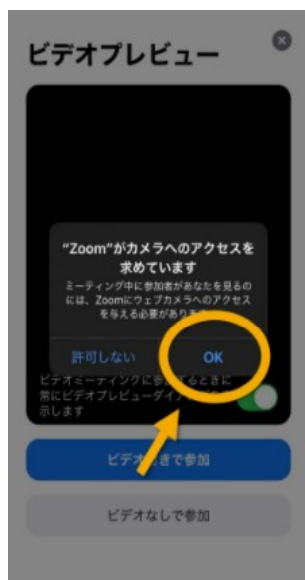 ビデオプレビュー
“Zoom”がカメラへのアクセスを
求めています
ミーティング中に参加者があなたを見るの
には、Zoomにウェブカメラへのアクセス
を与える必要があります
許可しない
OK
ビデオミーティングに参加するときに
常にビデオプレビューダイアログを
示します
ビデオ付きで参加
ビデオなしで参加